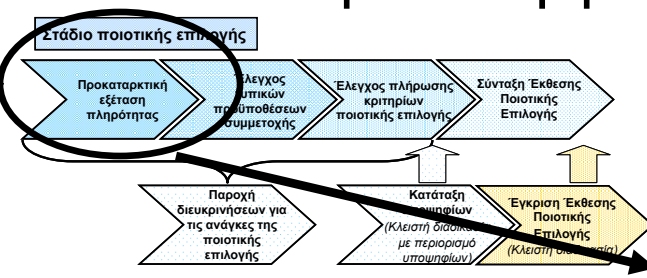 Στάδιο ποιοτικής επιλογής
Προκαταρκτική
εξέταση
πληρότητας
Έλεγχος
τυπικών
προϋποθέσεων
συμμετοχής
Έλεγχος πλήρωσης
κριτηρίων
ποιοτικής επιλογής
Σύνταξη Έκθεσης
Ποιοτικής
Επιλογής
Παροχή
διευκρινήσεων για
τις ανάγκες της
ποιοτικής
επιλογής
Κατάταξη
υποψηφίων
(Κλειστή διαδικασία
με περιορισμό
υποψηφίων)
Έγκριση Έκθεσης
Ποιοτικής
Επιλογής
(Κλειστή διαδικασία)